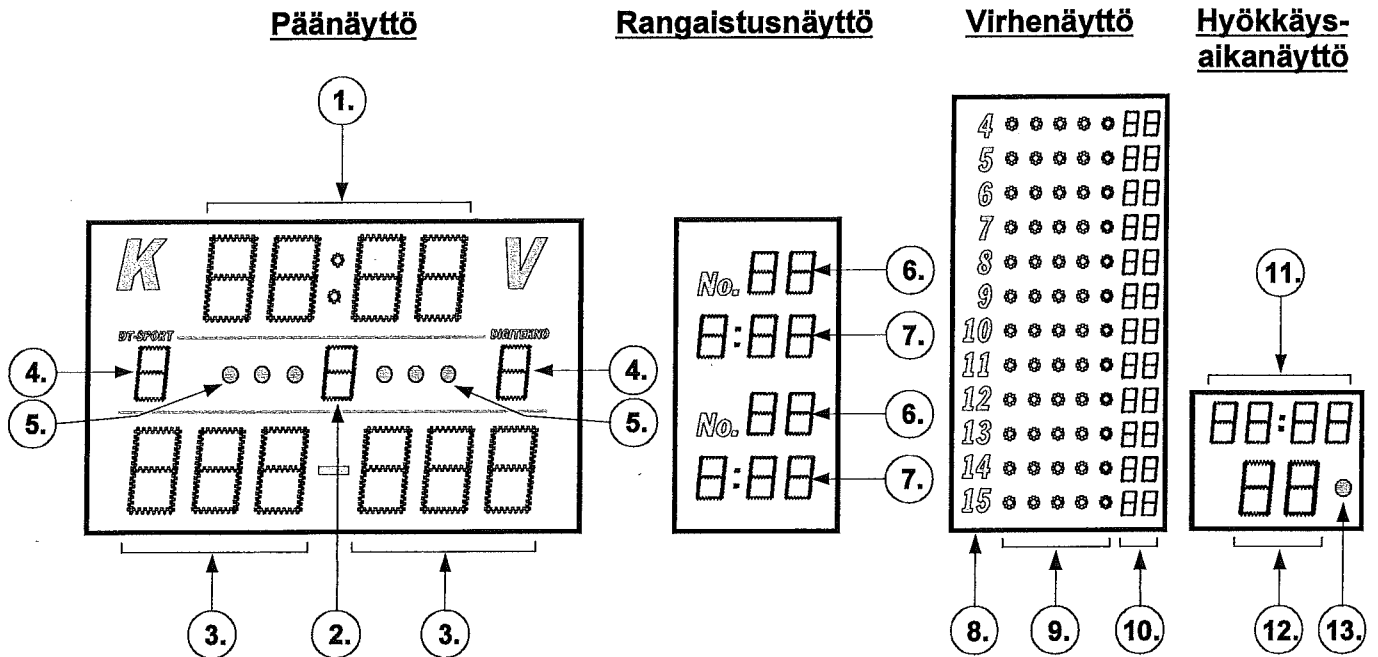 Päänäyttö
Rangaistusnäyttö
Virhenäyttö
Hyökkäys-
aikanäyttö
1.
K
V
DT-SPORT
DIGITEKNO
4.
4.
5.
5.
3.
2.
3.
No.
6.
7.
No.
6.
7.
4
5
6
7
8
9
10
11
12
13
14
15
8.
9.
10.
11.
12.
13.